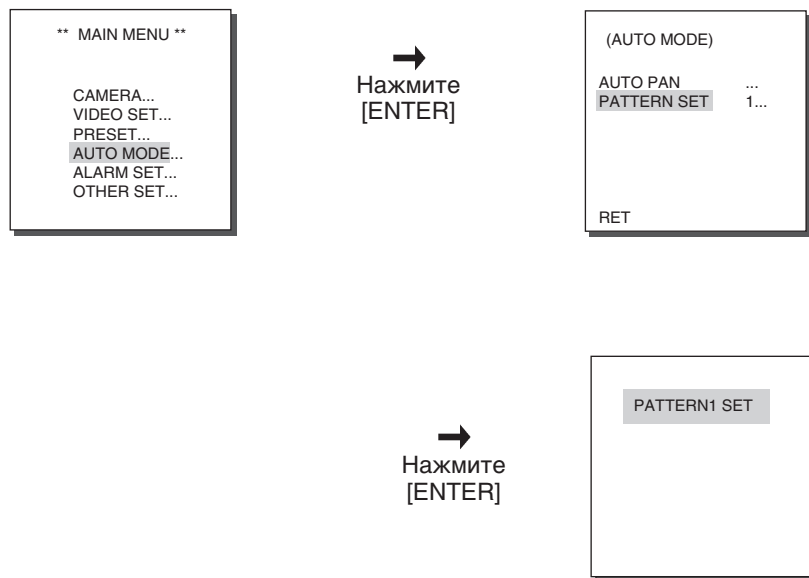 ** MAIN MENU **
CAMERA...
VIDEO SET...
PRESET...
AUTO MODE...
ALARM SET...
OTHER SET...
Нажмите
[ENTER]
(AUTO MODE)
AUTO PAN ...
PATTERN SET 1...
RET
Нажмите
[ENTER]
PATTERN1 SET